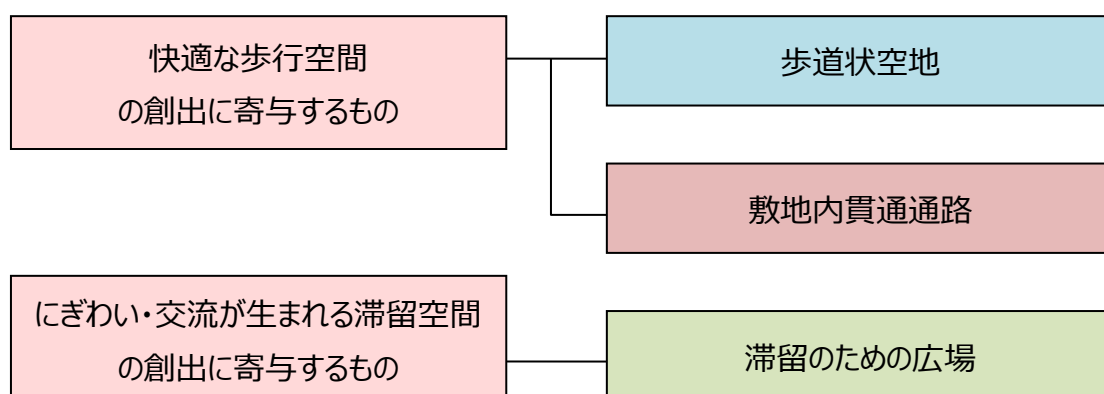 快適な歩行空間
の創出に寄与するもの
歩道状空地
敷地内貫通通路
にぎわい・交流が生まれる滞留空間
の創出に寄与するもの
滞留のための広場